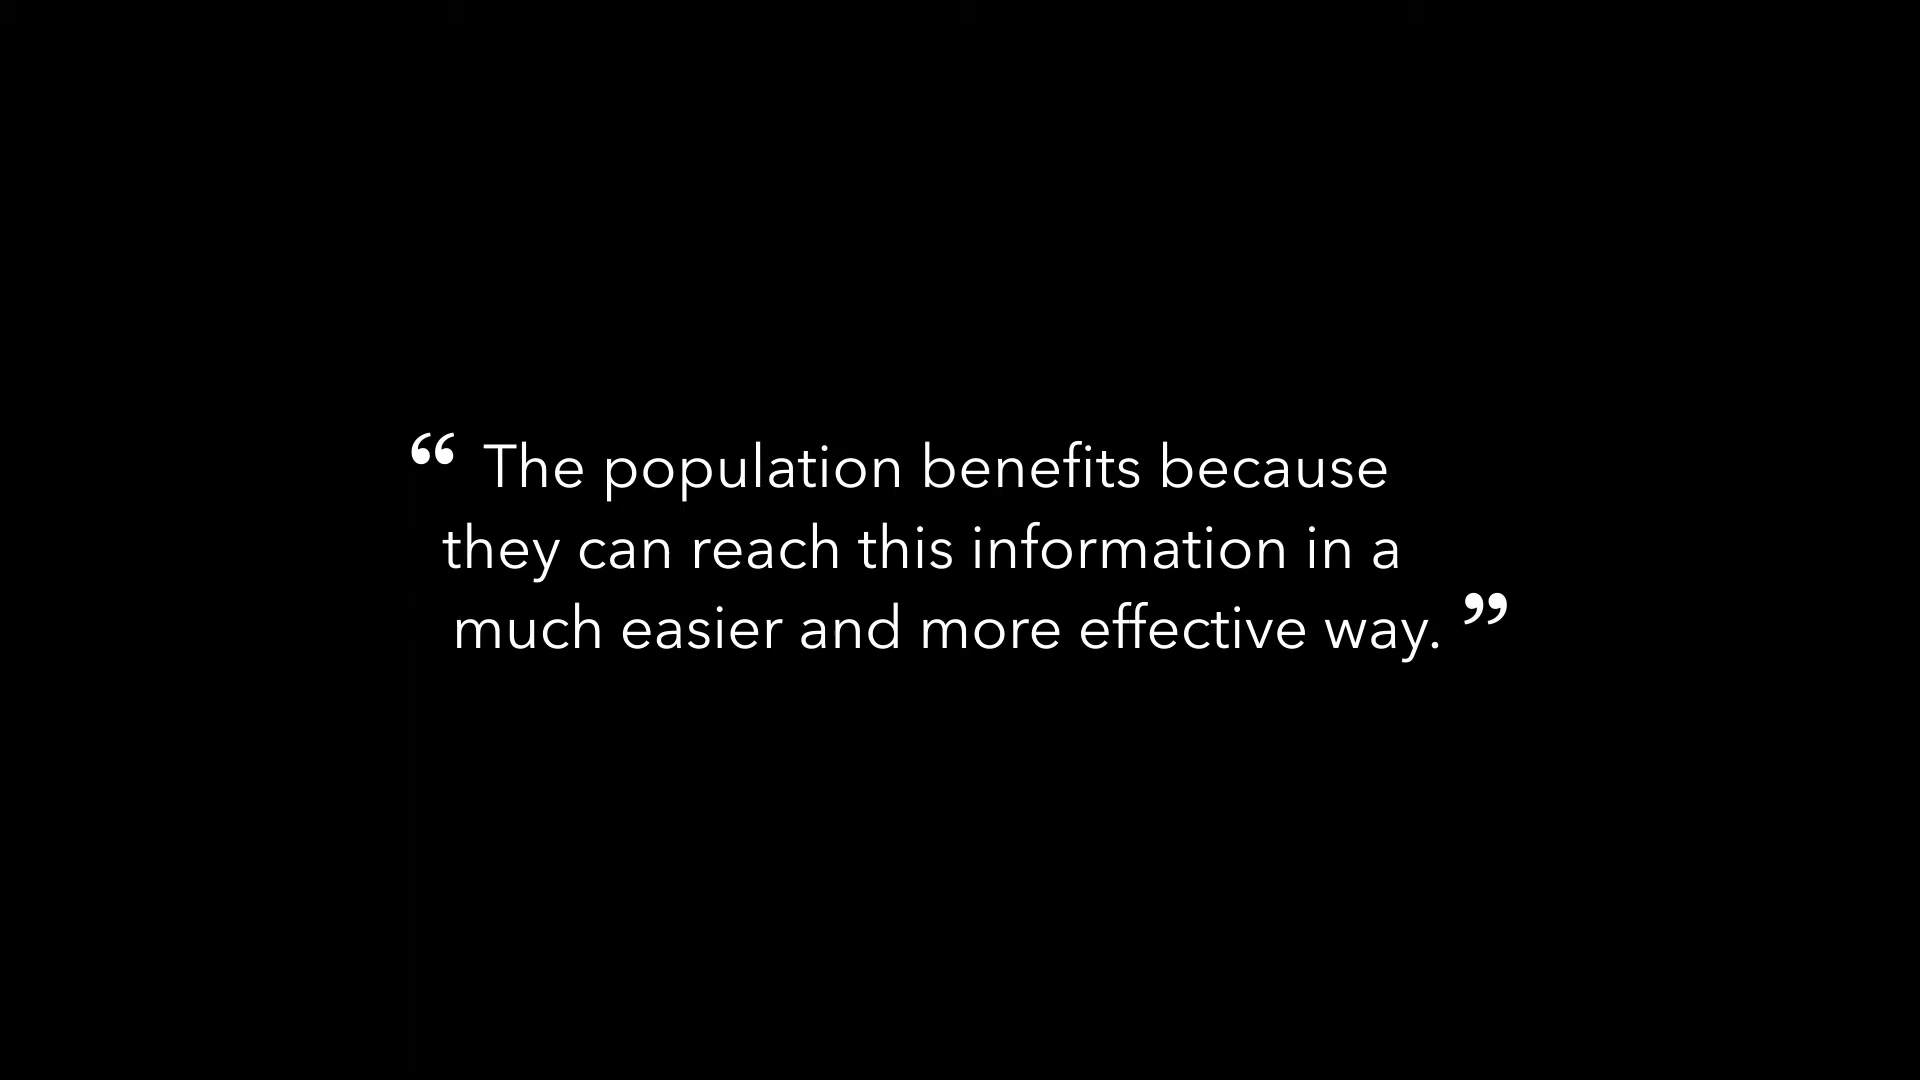 “ The population benefits because
they can reach this information in a
much easier and more effective way. ”